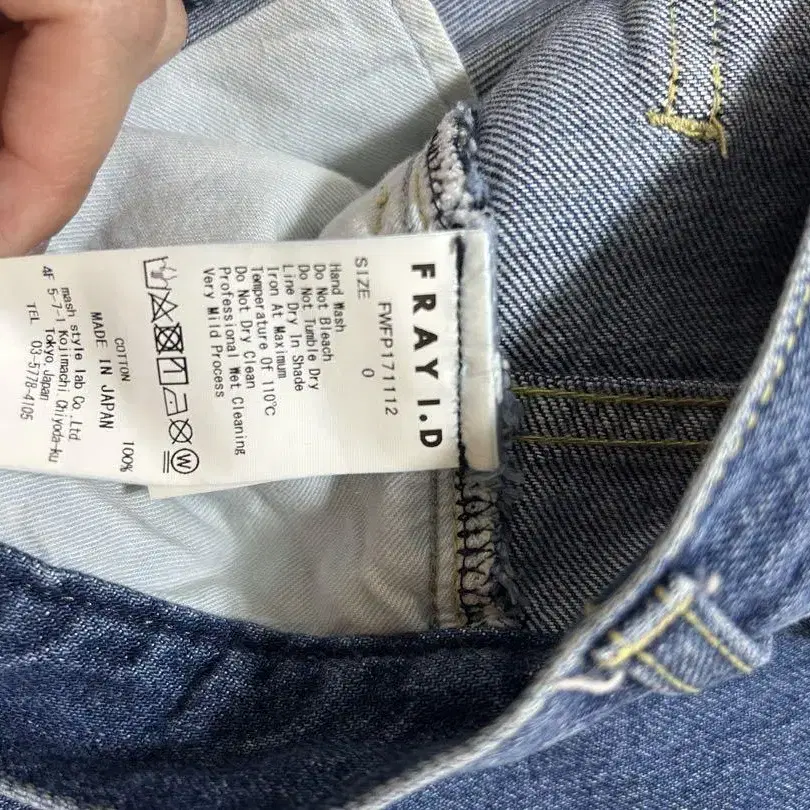 FRAY I.D
FWFP171112
SIZE 0
Hand Wash
Do Not Bleach
Do Not Tumble Dry
Line Dry In Shade
Iron At Maximum
Temperature Of 110°C
Do Not Dry Clean
Professional Wet Cleaning
Very Mild Process
W
COTTON 100%
MADE IN JAPAN
mash style lab Co.,Ltd.
4F 5-7-1 Kojimachi, Chiyoda-ku
Tokyo,Japan
TEL 03-5778-4105